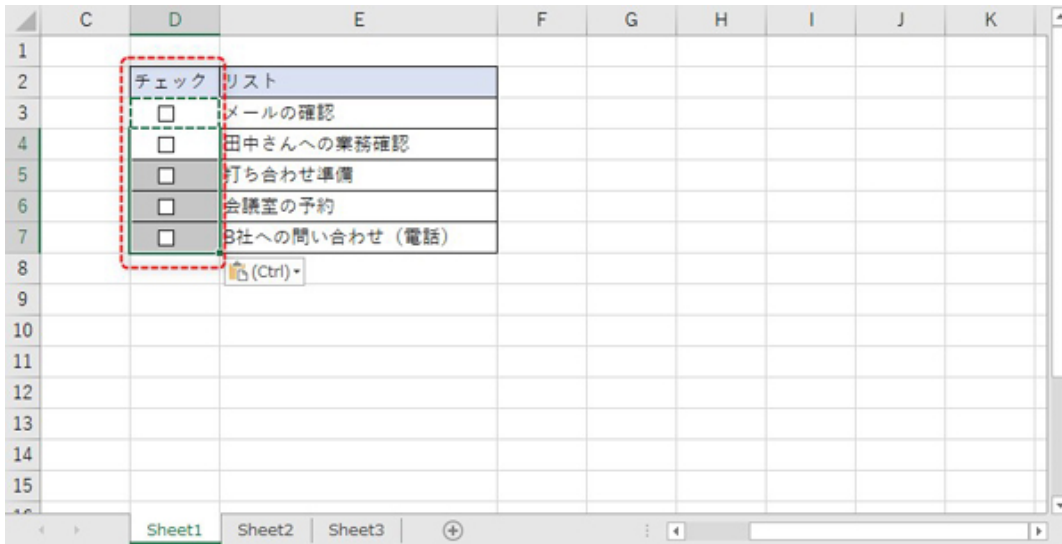 C D E F G H I J K
1
2 チェック リスト
3 □ メールの確認
4 □ 田中さんへの業務確認
5 □ 打ち合わせ準備
6 □ 会議室の予約
7 □ B社への問い合わせ（電話）
8 (Ctrl)
9
10
11
12
13
14
15
Sheet1 Sheet2 Sheet3